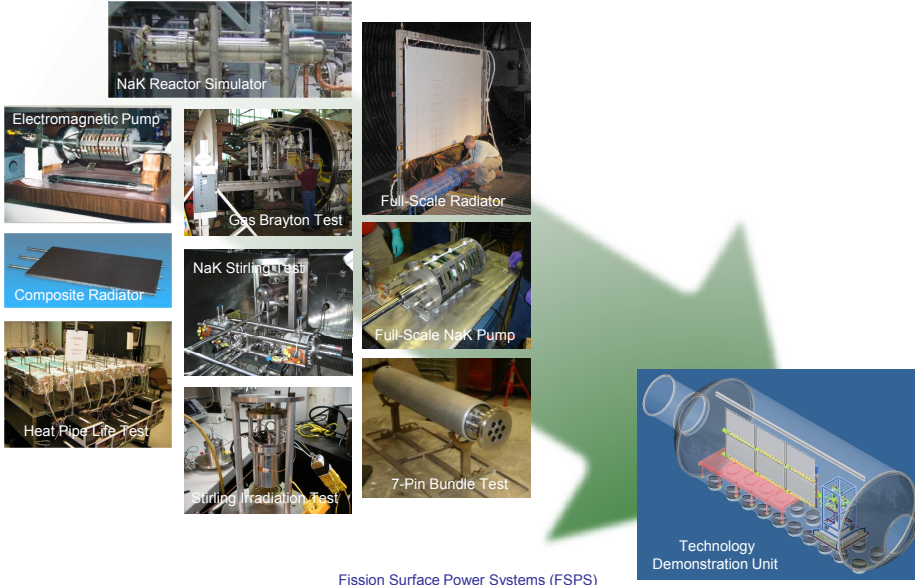 NaK Reactor Simulator
Electromagnetic Pump
Gas Brayton Test
Full-Scale Radiator
Composite Radiator
NaK Stirling Test
Full-Scale NaK Pump
Heat Pipe Life Test
Stirling Irradiation Test
7-Pin Bundle Test
Technology
Demonstration Unit
Fission Surface Power Systems (FSPS)